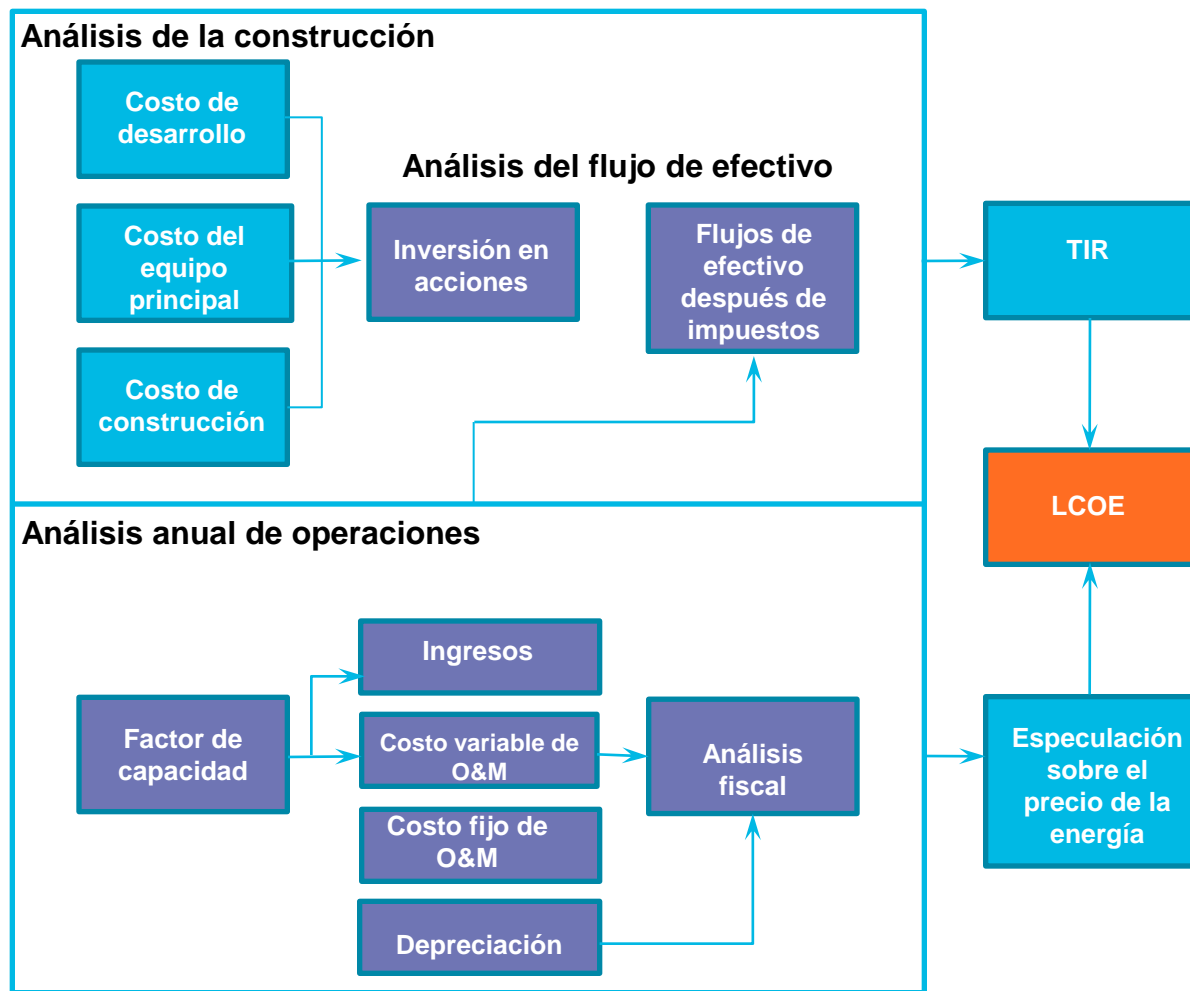 Análisis de la construcción
Costo de
desarrollo
Costo del
equipo
principal
Costo de
construcción
Análisis del flujo de efectivo
Inversión en
acciones
Flujos de
efectivo
después de
impuestos
TIR
LCOE
Análisis anual de operaciones
Factor de
capacidad
Ingresos
Costo variable de
O&M
Costo fijo de
O&M
Depreciación
Análisis
fiscal
Especulación
sobre el
precio de la
energía